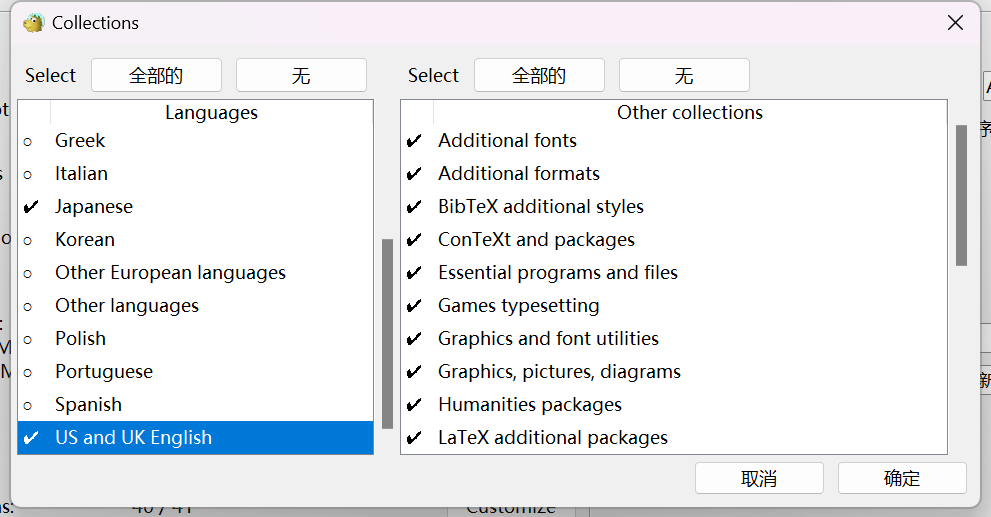 Collections
Select 全部的 无 Select 全部的 无
Languages
Greek
Italian
Japanese
Korean
Other European languages
Other languages
Polish
Portuguese
Spanish
US and UK English
Other collections
Additional fonts
Additional formats
BibTeX additional styles
ConTeXt and packages
Essential programs and files
Games typesetting
Graphics and font utilities
Graphics, pictures, diagrams
Humanities packages
LaTeX additional packages
取消 确定
40 / 41 Customize